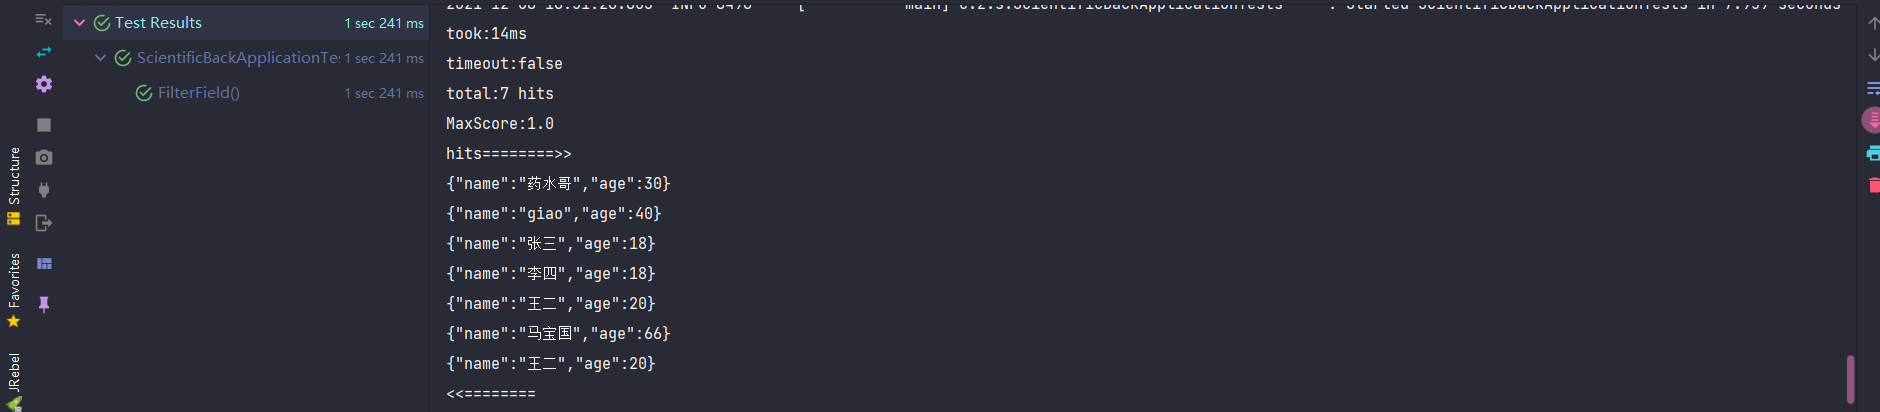 Test Results 1 sec 241 ms
ScientificBackApplicationTe: 1 sec 241 ms
FilterField() 1 sec 241 ms
Structure
Favorites
JRebel
main] c.z.s.ScientificBackApplicationTests : Started ScientificBackApplicationTests in 7.959 seconds
took:14ms
timeout:false
total:7 hits
MaxScore:1.0
hits========>>
{"name":"药水哥","age":30}
{"name":"giao","age":40}
{"name":"张三","age":18}
{"name":"李四","age":18}
{"name":"王二","age":20}
{"name":"马宝国","age":66}
{"name":"王二","age":20}
<<========